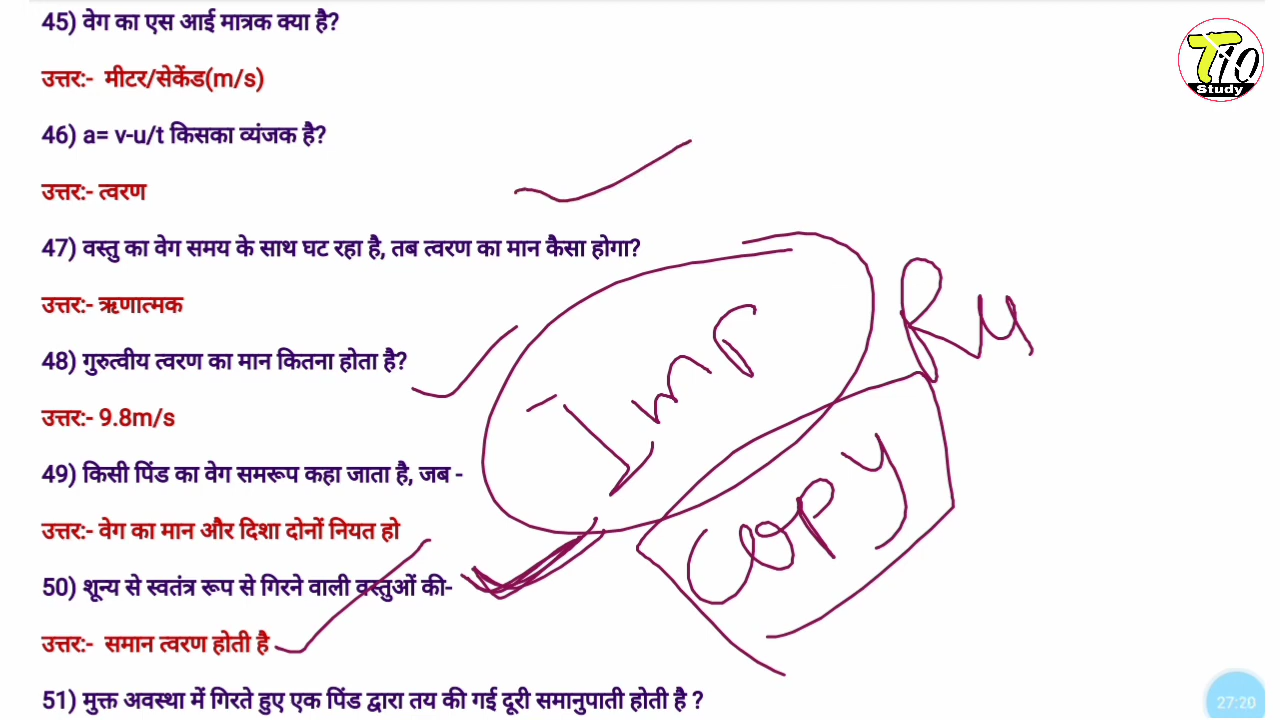 45) वेग का एस आई मात्रक क्या है?
उत्तर:- मीटर/सेकेंड(m/s)
46) a= v-u/t किसका व्यंजक है?
उत्तर:- त्वरण
47) वस्तु का वेग समय के साथ घट रहा है, तब त्वरण का मान कैसा होगा?
उत्तर:- ऋणात्मक
48) गुरुत्वीय त्वरण का मान कितना होता है?
उत्तर:- 9.8m/s
49) किसी पिंड का वेग समरूप कहा जाता है, जब -
उत्तर:- वेग का मान और दिशा दोनों नियत हो
50) शून्य से स्वतंत्र रूप से गिरने वाली वस्तुओं की-
उत्तर:- समान त्वरण होती है
51) मुक्त अवस्था में गिरते हुए एक पिंड द्वारा तय की गई दूरी समानुपाती होती है ?
Imp
Copy
T10
Study
27:20